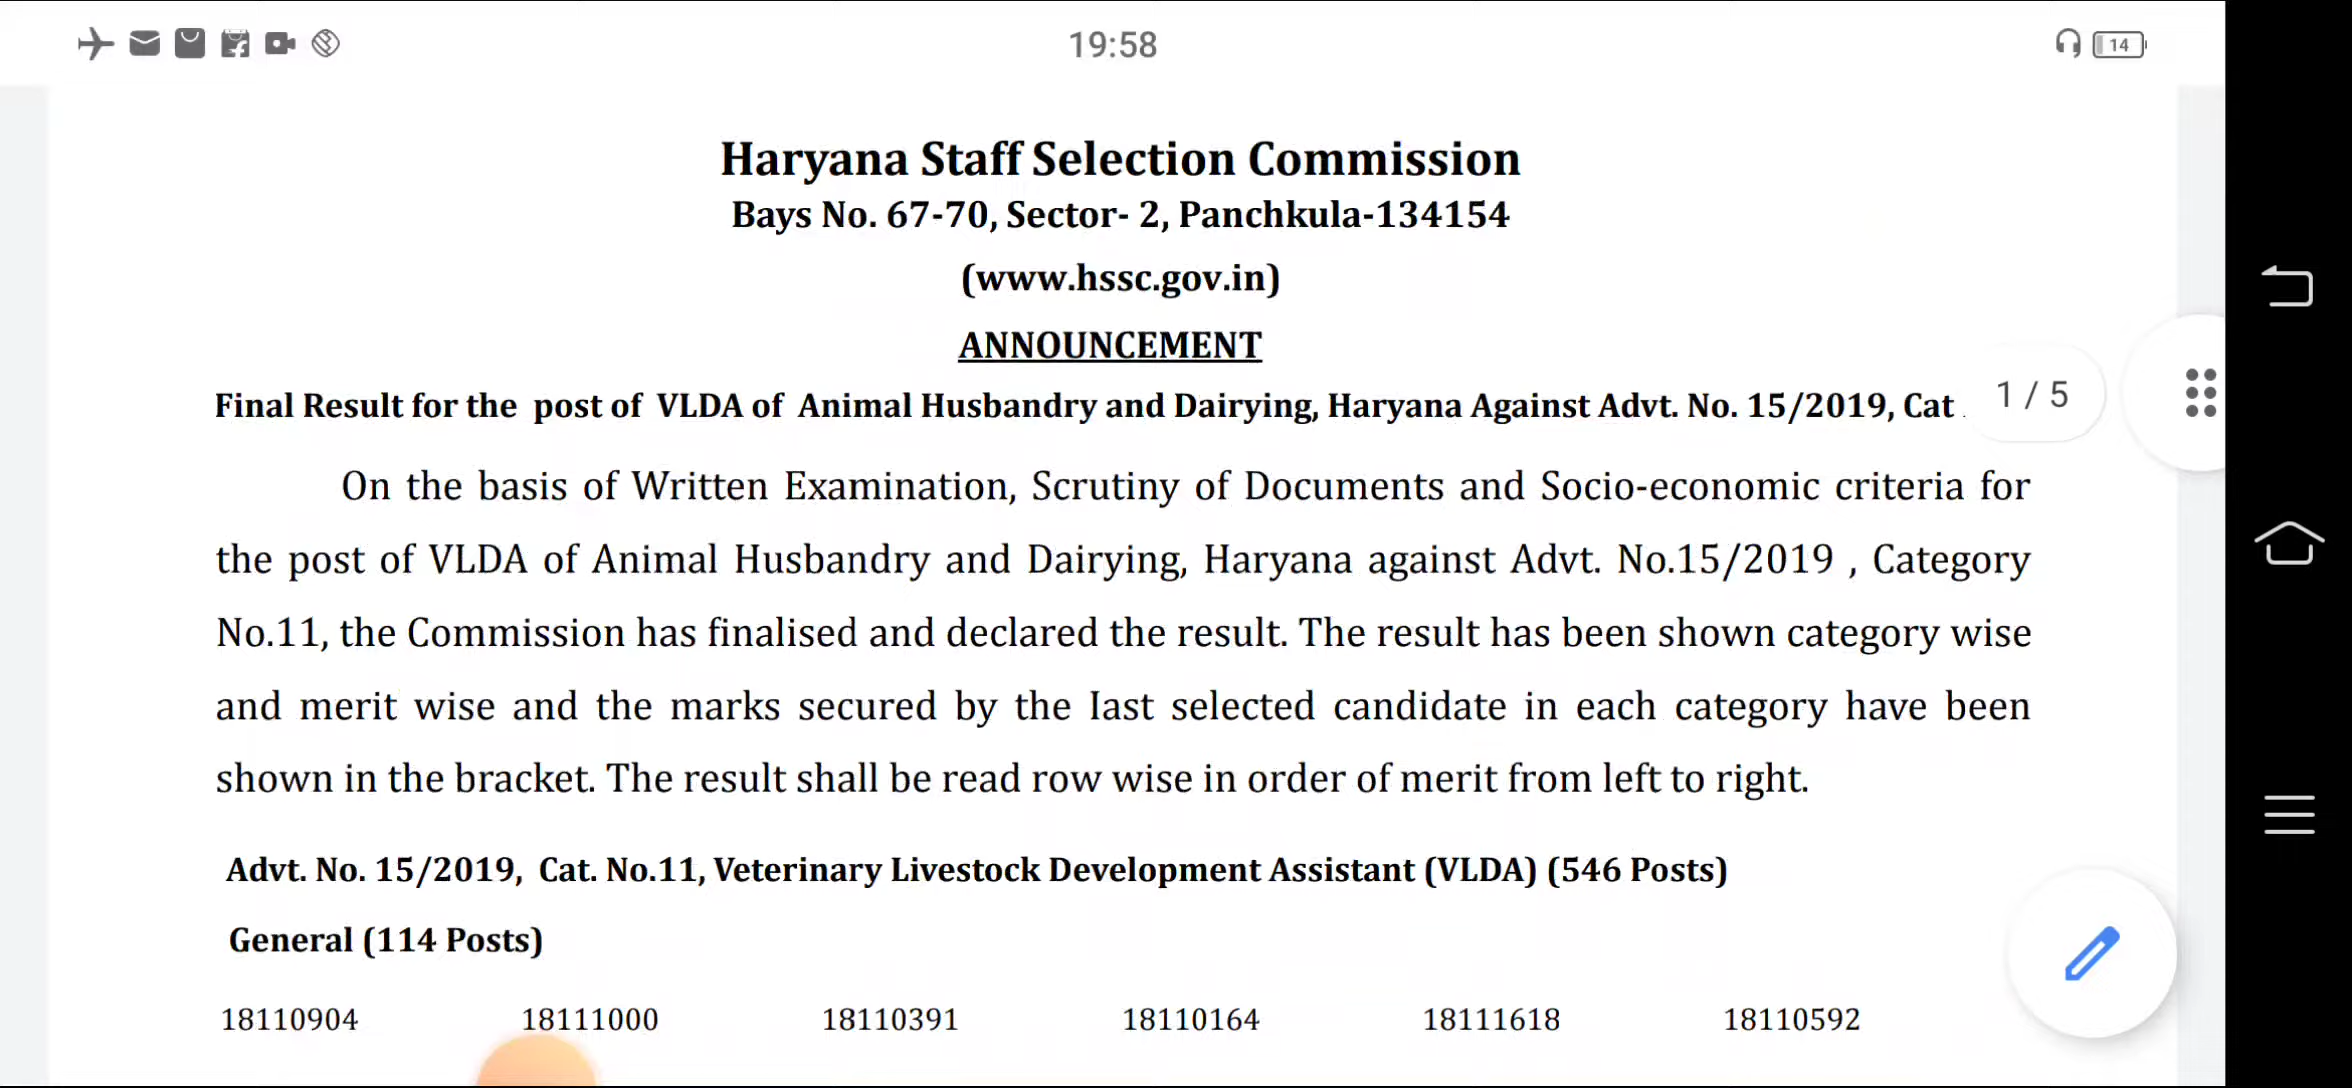 19:58
14
Haryana Staff Selection Commission
Bays No. 67-70, Sector- 2, Panchkula-134154
(www.hssc.gov.in)
ANNOUNCEMENT
Final Result for the post of VLDA of Animal Husbandry and Dairying, Haryana Against Advt. No. 15/2019, Cat
1 / 5
On the basis of Written Examination, Scrutiny of Documents and Socio-economic criteria for
the post of VLDA of Animal Husbandry and Dairying, Haryana against Advt. No.15/2019 , Category
No.11, the Commission has finalised and declared the result. The result has been shown category wise
and merit wise and the marks secured by the last selected candidate in each category have been
shown in the bracket. The result shall be read row wise in order of merit from left to right.
Advt. No. 15/2019, Cat. No.11, Veterinary Livestock Development Assistant (VLDA) (546 Posts)
General (114 Posts)
18110904 18111000 18110391 18110164 18111618 18110592